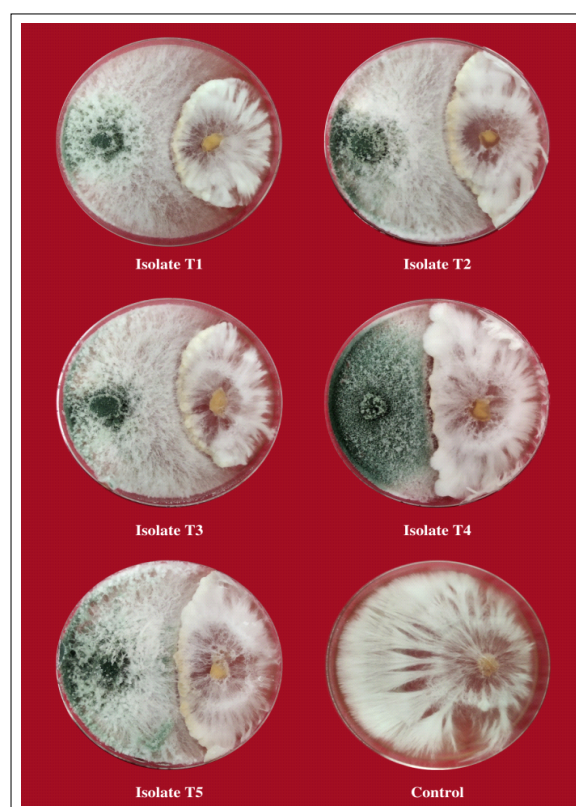 Isolate T1
Isolate T2
Isolate T3
Isolate T4
Isolate T5
Control